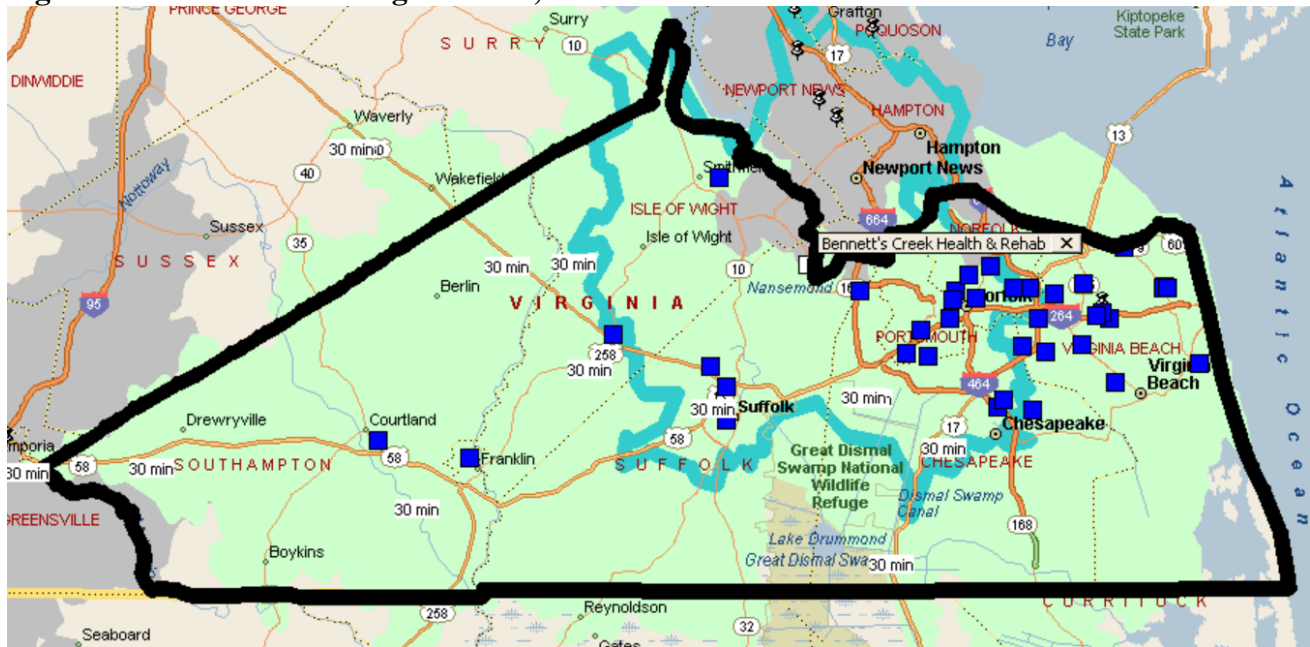 PRINCE GEORGE
Surry
Grafton
Kiptopeke
State Park
SURRY
10
POQUOSON
17
Bay
DINWIDDIE
NEWPORT NEWS
HAMPTON
Waverly
13
30 min
Hampton
Newport News
Smithfield
40
Nottoway
Wakefield
ISLE OF WIGHT
664
Sussex
35
Isle of Wight
NORFOLK
60
SUSSEX
Bennett's Creek Health & Rehab X
30 min
30 min
10
Nansemond
Berlin
95
VIRGINIA
264
PORTSMOUTH
258
VIRGINIA BEACH
30 min
Virginia
Beach
464
30 min
Suffolk
30 min
Drewryville
Courtland
17
Chesapeake
58
30 min
Great Dismal
Swamp National
Wildlife
Refuge
30 min
58
30 min
SOUTHAMPTON
58
Franklin
SUFFOLK
CHESAPEAKE
Dismal Swamp
Canal
30 min
GREENSVILLE
168
Lake Drummond
Boykins
Great Dismal Swa
30 min
Atlantic Ocean
258
Reynoldson
CURRITUCK
32
Seaboard
Gates